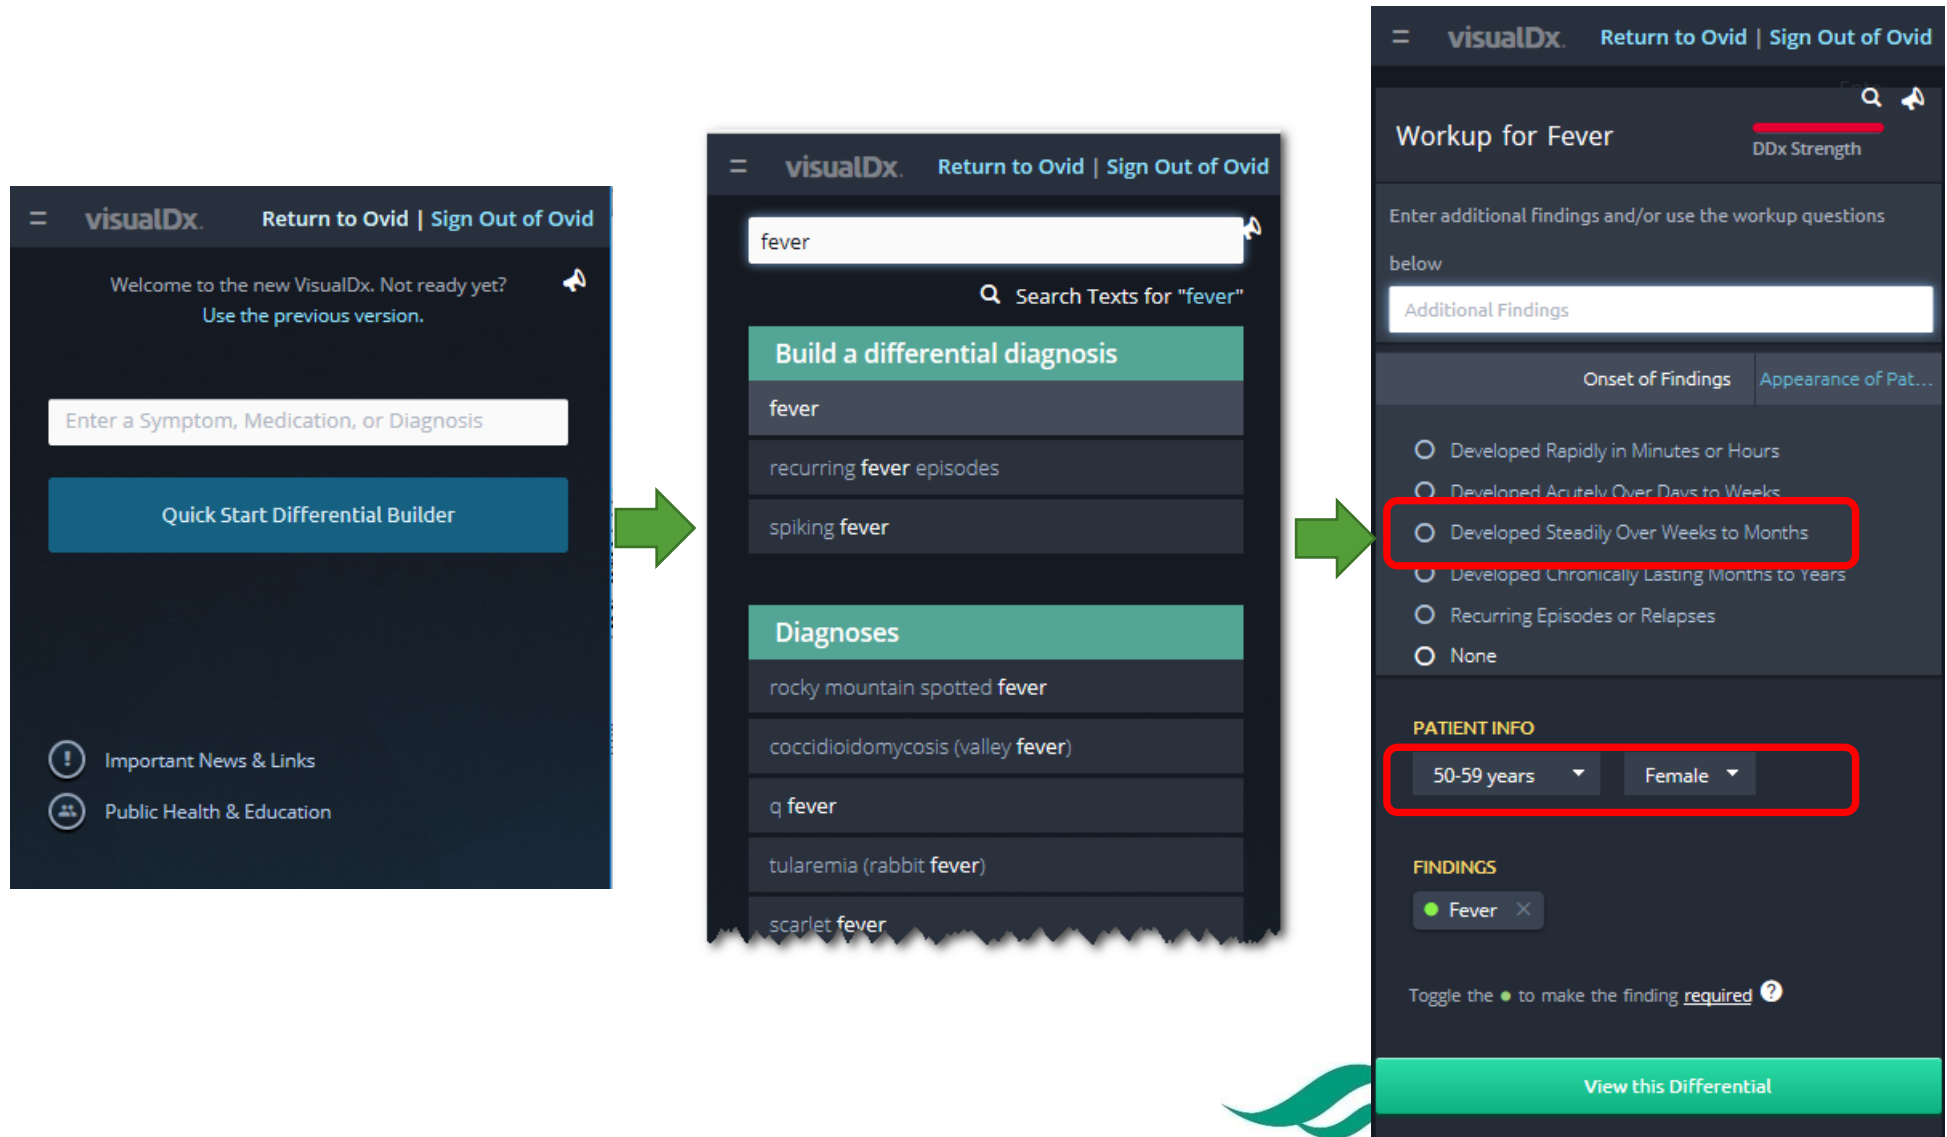 visualDx. Return to Ovid | Sign Out of Ovid
Welcome to the new VisualDx. Not ready yet?
Use the previous version.
Enter a Symptom, Medication, or Diagnosis
Quick Start Differential Builder
Important News & Links
Public Health & Education
visualDx. Return to Ovid | Sign Out of Ovid
fever
Search Texts for "fever"
Build a differential diagnosis
fever
recurring fever episodes
spiking fever
Diagnoses
rocky mountain spotted fever
coccidioidomycosis (valley fever)
q fever
tularemia (rabbit fever)
scarlet fever
visualDx. Return to Ovid | Sign Out of Ovid
Workup for Fever
DDx Strength
Enter additional findings and/or use the workup questions
below
Additional Findings
Onset of Findings Appearance of Pat...
Developed Rapidly in Minutes or Hours
Developed Acutely Over Days to Weeks
Developed Steadily Over Weeks to Months
Developed Chronically Lasting Months to Years
Recurring Episodes or Relapses
None
PATIENT INFO
50-59 years Female
FINDINGS
Fever
Toggle the ● to make the finding required ?
View this Differential